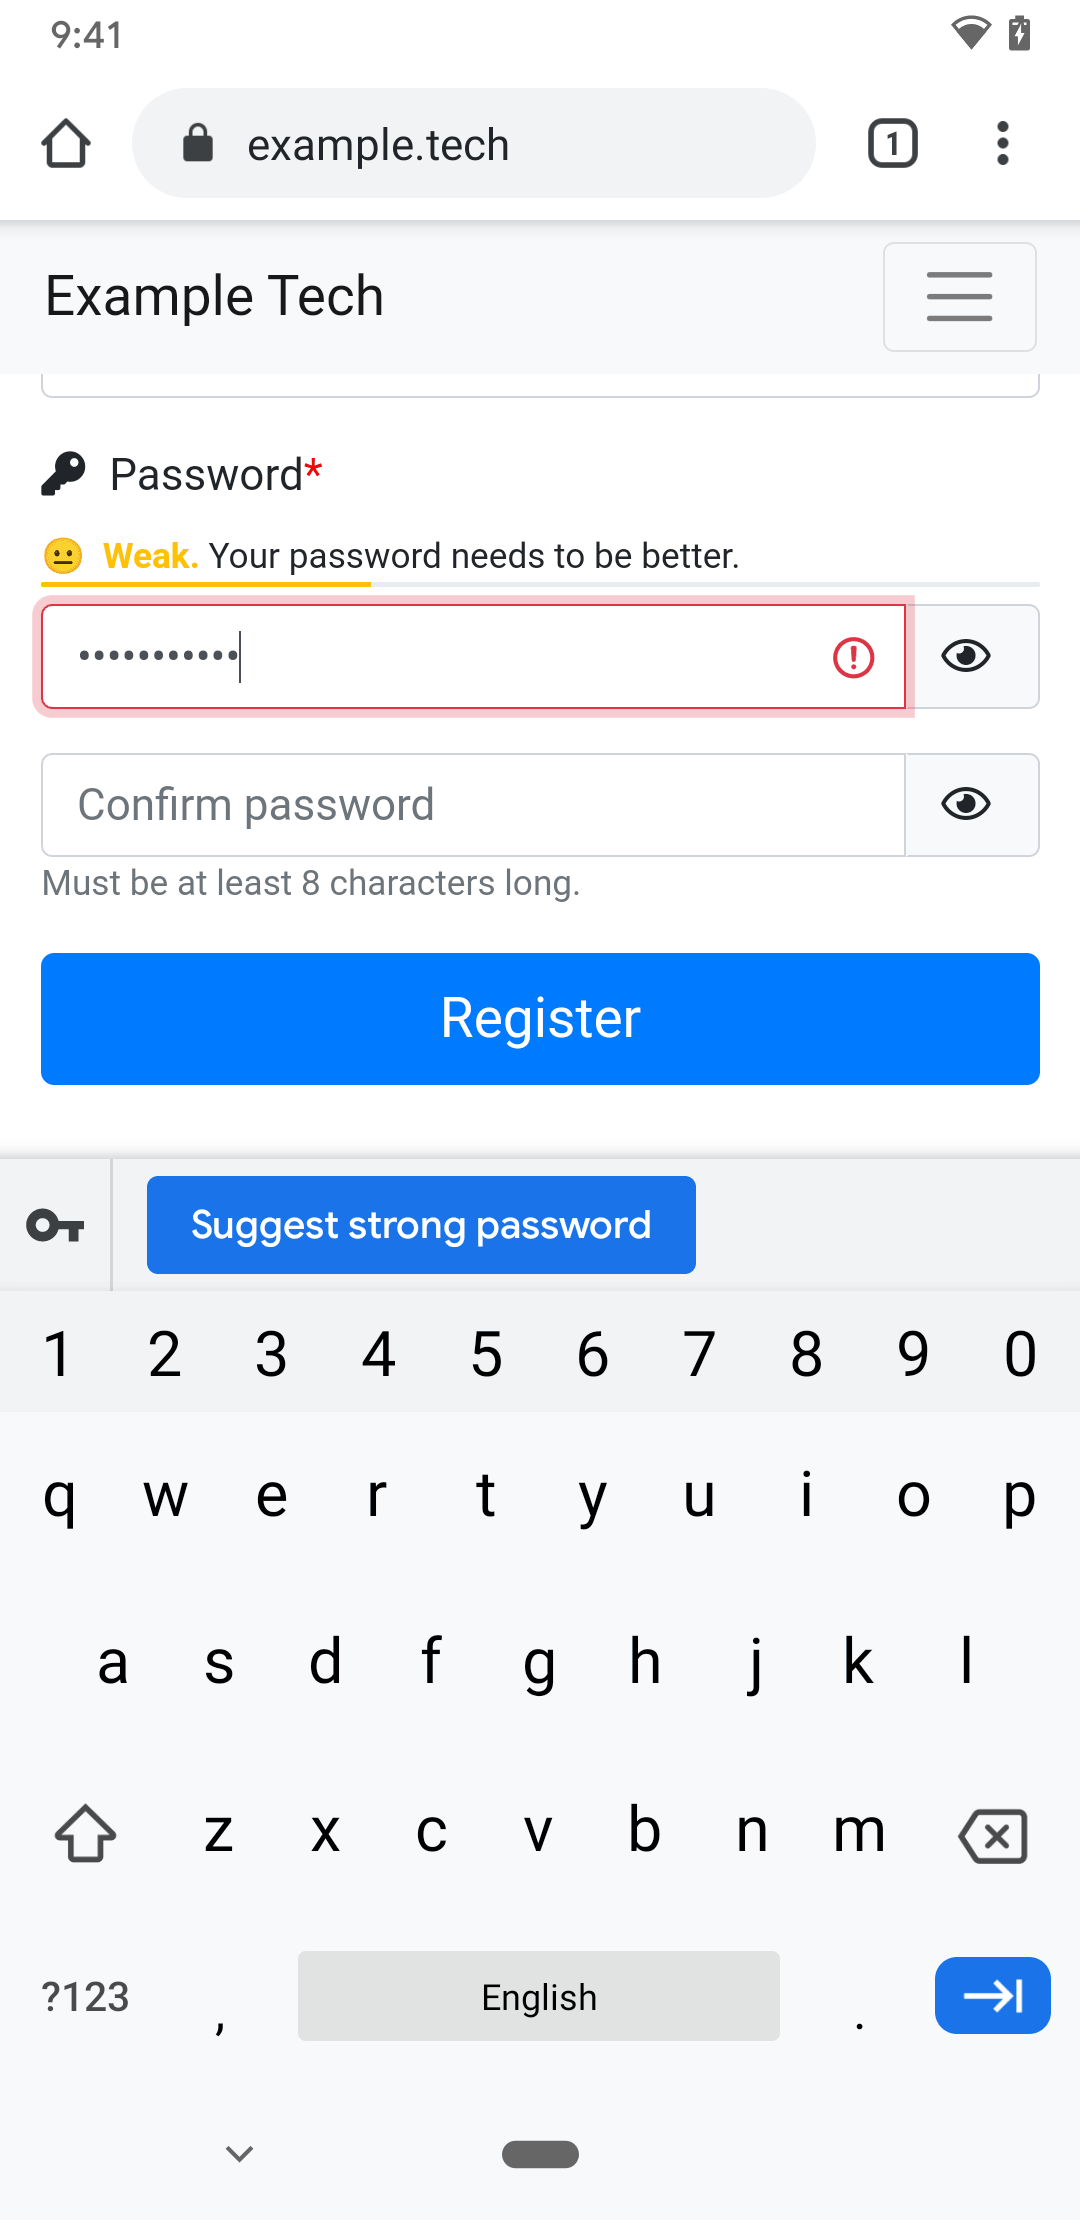 9:41
example.tech
1
Example Tech
Password*
Weak. Your password needs to be better.
•••••••••••
Confirm password
Must be at least 8 characters long.
Register
Suggest strong password
1 2 3 4 5 6 7 8 9 0
q w e r t y u i o p
a s d f g h j k l
z x c v b n m
?123 , English .